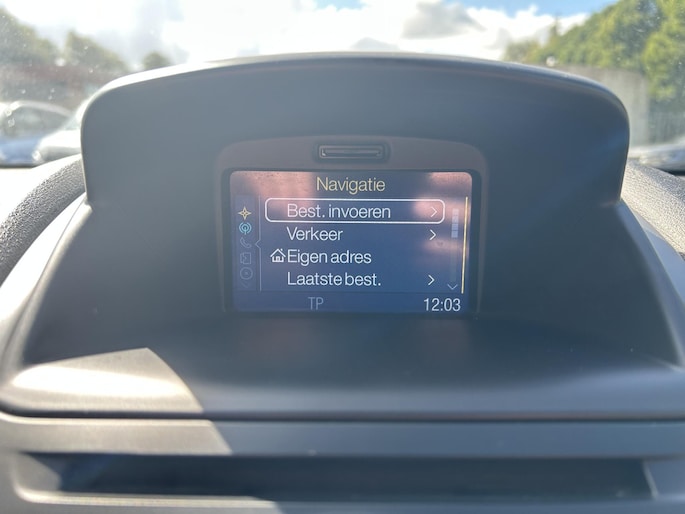 Navigatie
Best. invoeren
Verkeer
Eigen adres
Laatste best.
TP 12:03